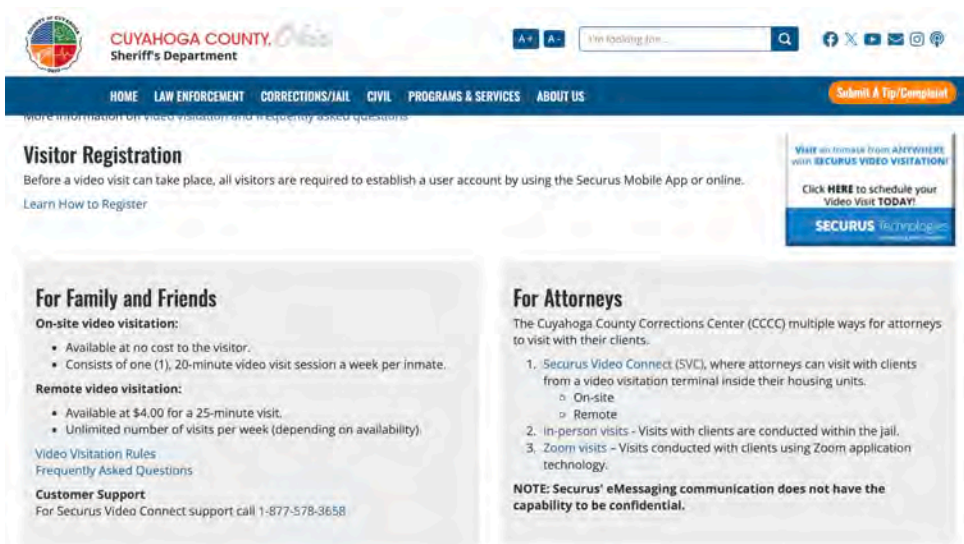 CUYAHOGA COUNTY, Ohio
Sheriff's Department
A+ A-
I'm looking for...
HOME LAW ENFORCEMENT CORRECTIONS/JAIL CIVIL PROGRAMS & SERVICES ABOUT US
Submit A Tip/Complaint
More information on video visitation and frequently asked questions
Visitor Registration
Before a video visit can take place, all visitors are required to establish a user account by using the Securus Mobile App or online.
Learn How to Register
Visit an Inmate from ANYWHERE
with SECURUS VIDEO VISITATION!
Click HERE to schedule your
Video Visit TODAY!
SECURUS Technologies
For Family and Friends
On-site video visitation:
• Available at no cost to the visitor.
• Consists of one (1), 20-minute video visit session a week per inmate.
Remote video visitation:
• Available at $4.00 for a 25-minute visit.
• Unlimited number of visits per week (depending on availability)
Video Visitation Rules
Frequently Asked Questions
Customer Support
For Securus Video Connect support call 1-877-578-3658
For Attorneys
The Cuyahoga County Corrections Center (CCCC) multiple ways for attorneys
to visit with their clients.
1. Securus Video Connect (SVC), where attorneys can visit with clients
from a video visitation terminal inside their housing units.
○ On-site
○ Remote
2. In-person visits - Visits with clients are conducted within the jail.
3. Zoom visits – Visits conducted with clients using Zoom application
technology.
NOTE: Securus' eMessaging communication does not have the
capability to be confidential.